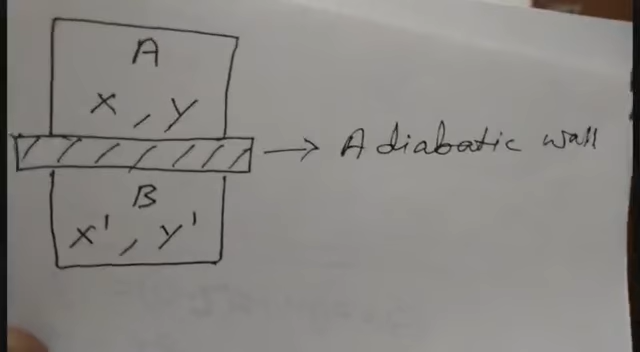 A
X, Y
→ Adiabatic wall
B
X', Y'